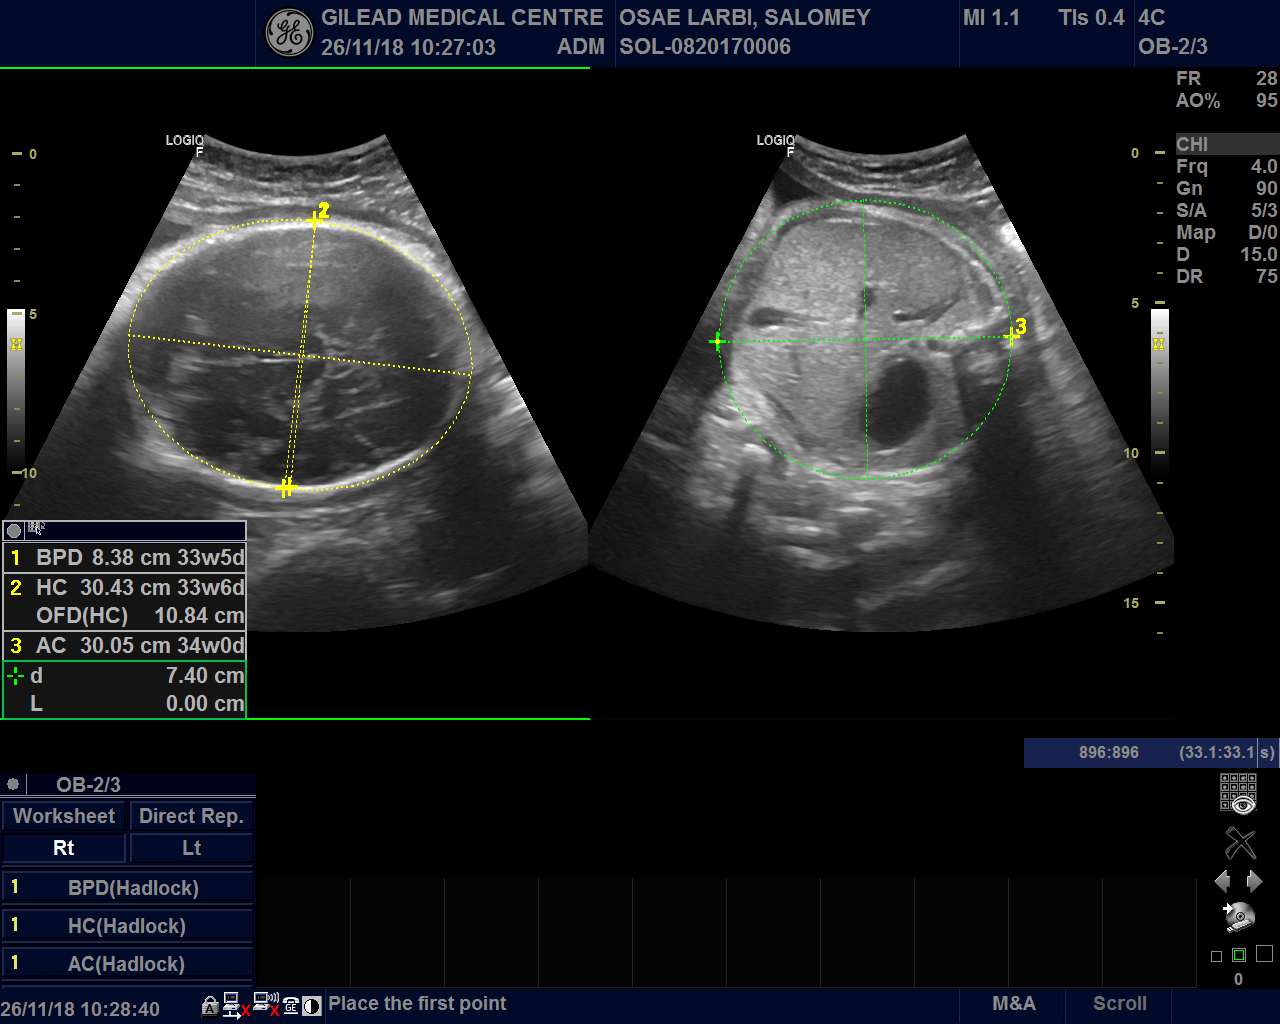 GILEAD MEDICAL CENTRE
26/11/18 10:27:03 ADM
OSAE LARBI, SALOMEY
SOL-0820170006
MI 1.1 TIs 0.4
4C
OB-2/3
FR 28
AO% 95
CHI
Frq 4.0
Gn 90
S/A 5/3
Map D/0
D 15.0
DR 75
LOGIQ
F
0
5
10
2
LOGIQ
F
0
5
10
15
3
1 BPD 8.38 cm 33w5d
2 HC 30.43 cm 33w6d
OFD(HC) 10.84 cm
3 AC 30.05 cm 34w0d
d 7.40 cm
L 0.00 cm
896:896 (33.1:33.1 s)
OB-2/3
Worksheet Direct Rep.
Rt Lt
1 BPD(Hadlock)
1 HC(Hadlock)
1 AC(Hadlock)
0
26/11/18 10:28:40
Place the first point
M&A Scroll